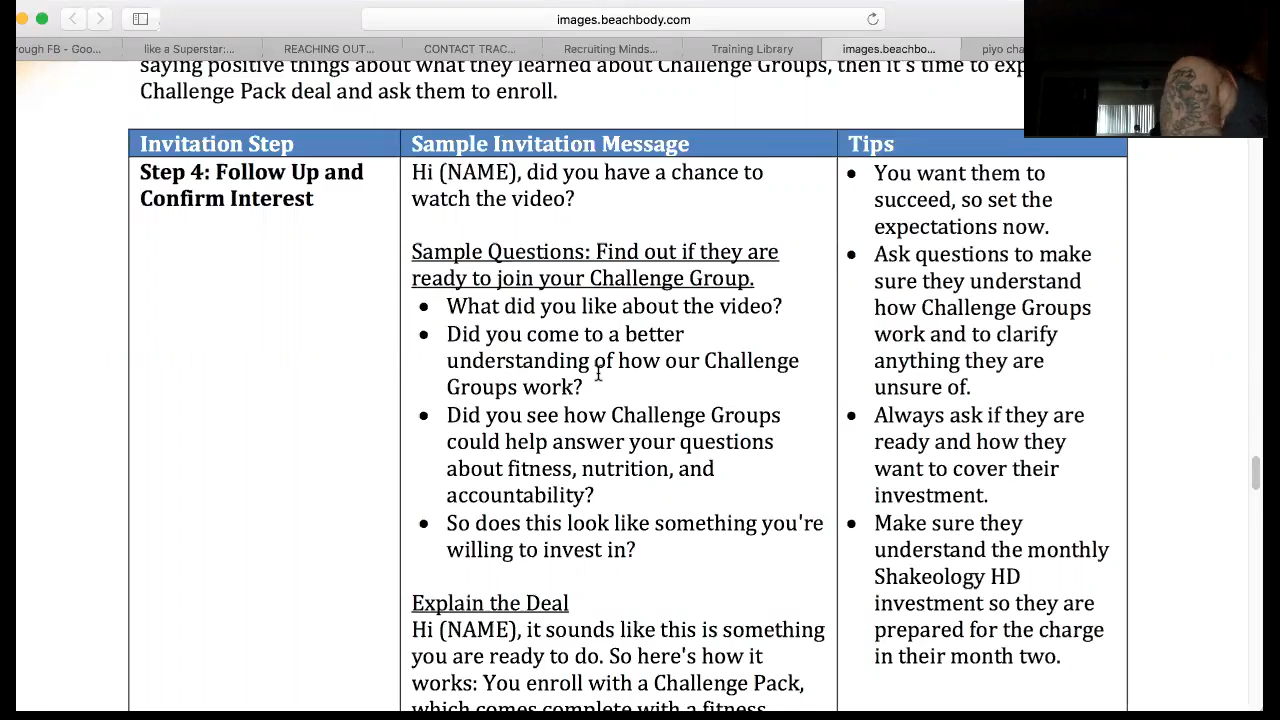 images.beachbody.com
rough FB - Goo...
like a Superstar:...
REACHING OUT...
CONTACT TRAC...
Recruiting Minds...
Training Library
images.beachbo...
piyo cha
saying positive things about what they learned about Challenge Groups, then it's time to exp
Challenge Pack deal and ask them to enroll.
Invitation Step
Sample Invitation Message
Tips
Step 4: Follow Up and
Confirm Interest
Hi (NAME), did you have a chance to
watch the video?
Sample Questions: Find out if they are
ready to join your Challenge Group.
• What did you like about the video?
• Did you come to a better
understanding of how our Challenge
Groups work?
• Did you see how Challenge Groups
could help answer your questions
about fitness, nutrition, and
accountability?
• So does this look like something you're
willing to invest in?
Explain the Deal
Hi (NAME), it sounds like this is something
you are ready to do. So here's how it
works: You enroll with a Challenge Pack,
which comes complete with a fitness
• You want them to
succeed, so set the
expectations now.
• Ask questions to make
sure they understand
how Challenge Groups
work and to clarify
anything they are
unsure of.
• Always ask if they are
ready and how they
want to cover their
investment.
• Make sure they
understand the monthly
Shakeology HD
investment so they are
prepared for the charge
in their month two.